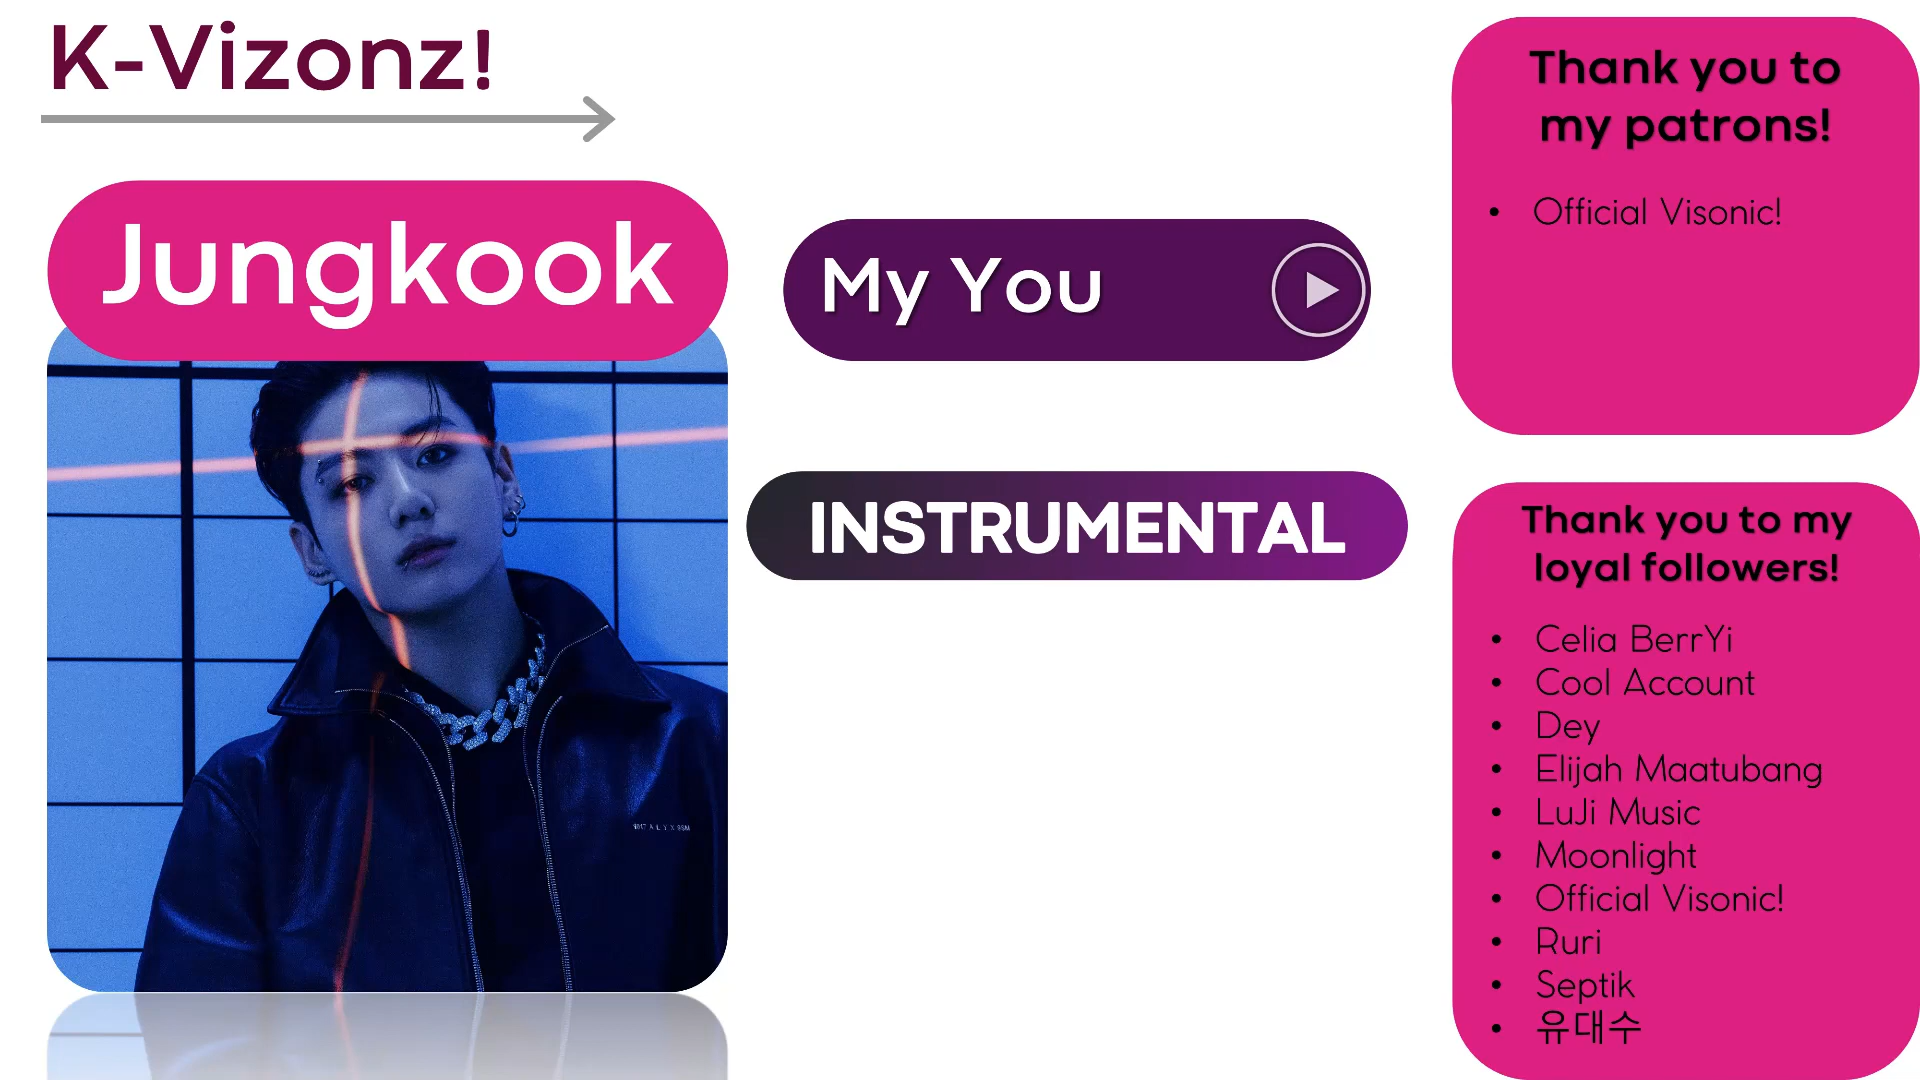 K-Vizonz!
Jungkook
My You
INSTRUMENTAL
Thank you to
my patrons!
• Official Visonic!
Thank you to my
loyal followers!
• Celia BerrYi
• Cool Account
• Dey
• Elijah Maatubang
• LuJi Music
• Moonlight
• Official Visonic!
• Ruri
• Septik
• 유대수